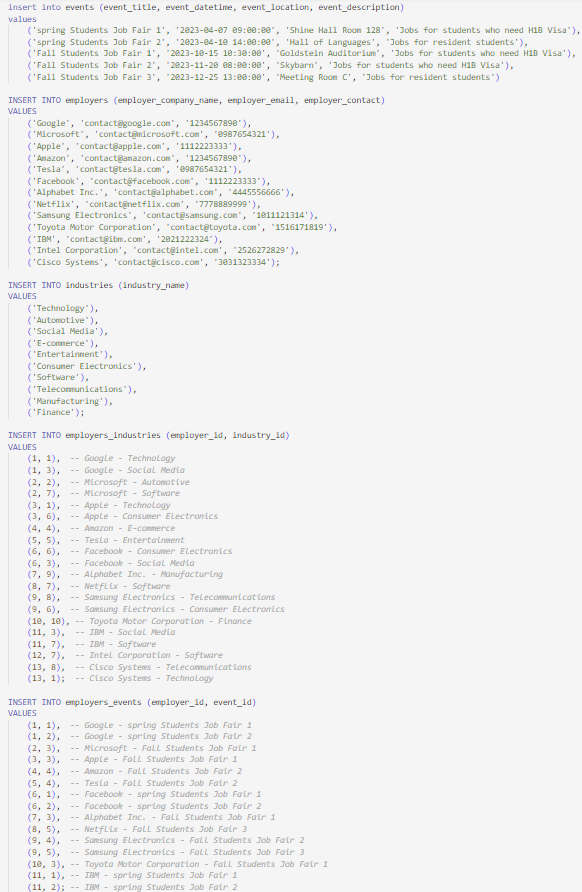 insert into events (event_title, event_datetime, event_location, event_description)
values
('spring Students Job Fair 1', '2023-04-07 09:00:00', 'Shine Hall Room 128', 'Jobs for students who need H1B Visa'),
('spring Students Job Fair 2', '2023-04-10 14:00:00', 'Hall of Languages', 'Jobs for resident students'),
('Fall Students Job Fair 1', '2023-10-15 10:30:00', 'Goldstein Auditorium', 'Jobs for students who need H1B Visa'),
('Fall Students Job Fair 2', '2023-11-20 08:00:00', 'Skybarn', 'Jobs for students who need H1B Visa'),
('Fall Students Job Fair 3', '2023-12-25 13:00:00', 'Meeting Room C', 'Jobs for resident students')
INSERT INTO employers (employer_company_name, employer_email, employer_contact)
VALUES
('Google', 'contact@google.com', '1234567890'),
('Microsoft', 'contact@microsoft.com', '0987654321'),
('Apple', 'contact@apple.com', '1112223333'),
('Amazon', 'contact@amazon.com', '1234567890'),
('Tesla', 'contact@tesla.com', '0987654321'),
('Facebook', 'contact@facebook.com', '1112223333'),
('Alphabet Inc.', 'contact@alphabet.com', '4445556666'),
('Netflix', 'contact@netflix.com', '7778889999'),
('Samsung Electronics', 'contact@samsung.com', '1011121314'),
('Toyota Motor Corporation', 'contact@toyota.com', '1516171819'),
('IBM', 'contact@ibm.com', '2021222324'),
('Intel Corporation', 'contact@intel.com', '2526272829'),
('Cisco Systems', 'contact@cisco.com', '3031323334');
INSERT INTO industries (industry_name)
VALUES
('Technology'),
('Automotive'),
('Social Media'),
('E-commerce'),
('Entertainment'),
('Consumer Electronics'),
('Software'),
('Telecommunications'),
('Manufacturing'),
('Finance');
INSERT INTO employers_industries (employer_id, industry_id)
VALUES
(1, 1), -- Google - Technology
(1, 3), -- Google - Social Media
(2, 2), -- Microsoft - Automotive
(2, 7), -- Microsoft - Software
(3, 1), -- Apple - Technology
(3, 6), -- Apple - Consumer Electronics
(4, 4), -- Amazon - E-commerce
(5, 5), -- Tesla - Entertainment
(6, 6), -- Facebook - Consumer Electronics
(6, 3), -- Facebook - Social Media
(7, 9), -- Alphabet Inc. - Manufacturing
(8, 7), -- Netflix - Software
(9, 8), -- Samsung Electronics - Telecommunications
(9, 6), -- Samsung Electronics - Consumer Electronics
(10, 10), -- Toyota Motor Corporation - Finance
(11, 3), -- IBM - Social Media
(11, 7), -- IBM - Software
(12, 7), -- Intel Corporation - Software
(13, 8), -- Cisco Systems - Telecommunications
(13, 1); -- Cisco Systems - Technology
INSERT INTO employers_events (employer_id, event_id)
VALUES
(1, 1), -- Google - spring Students Job Fair 1
(1, 2), -- Google - spring Students Job Fair 2
(2, 3), -- Microsoft - Fall Students Job Fair 1
(3, 3), -- Apple - Fall Students Job Fair 1
(4, 4), -- Amazon - Fall Students Job Fair 2
(5, 4), -- Tesla - Fall Students Job Fair 2
(6, 1), -- Facebook - spring Students Job Fair 1
(6, 2), -- Facebook - spring Students Job Fair 2
(7, 3), -- Alphabet Inc. - Fall Students Job Fair 1
(8, 5), -- Netflix - Fall Students Job Fair 3
(9, 4), -- Samsung Electronics - Fall Students Job Fair 2
(9, 5), -- Samsung Electronics - Fall Students Job Fair 3
(10, 3), -- Toyota Motor Corporation - Fall Students Job Fair 1
(11, 1), -- IBM - spring Students Job Fair 1
(11, 2); -- IBM - spring Students Job Fair 2